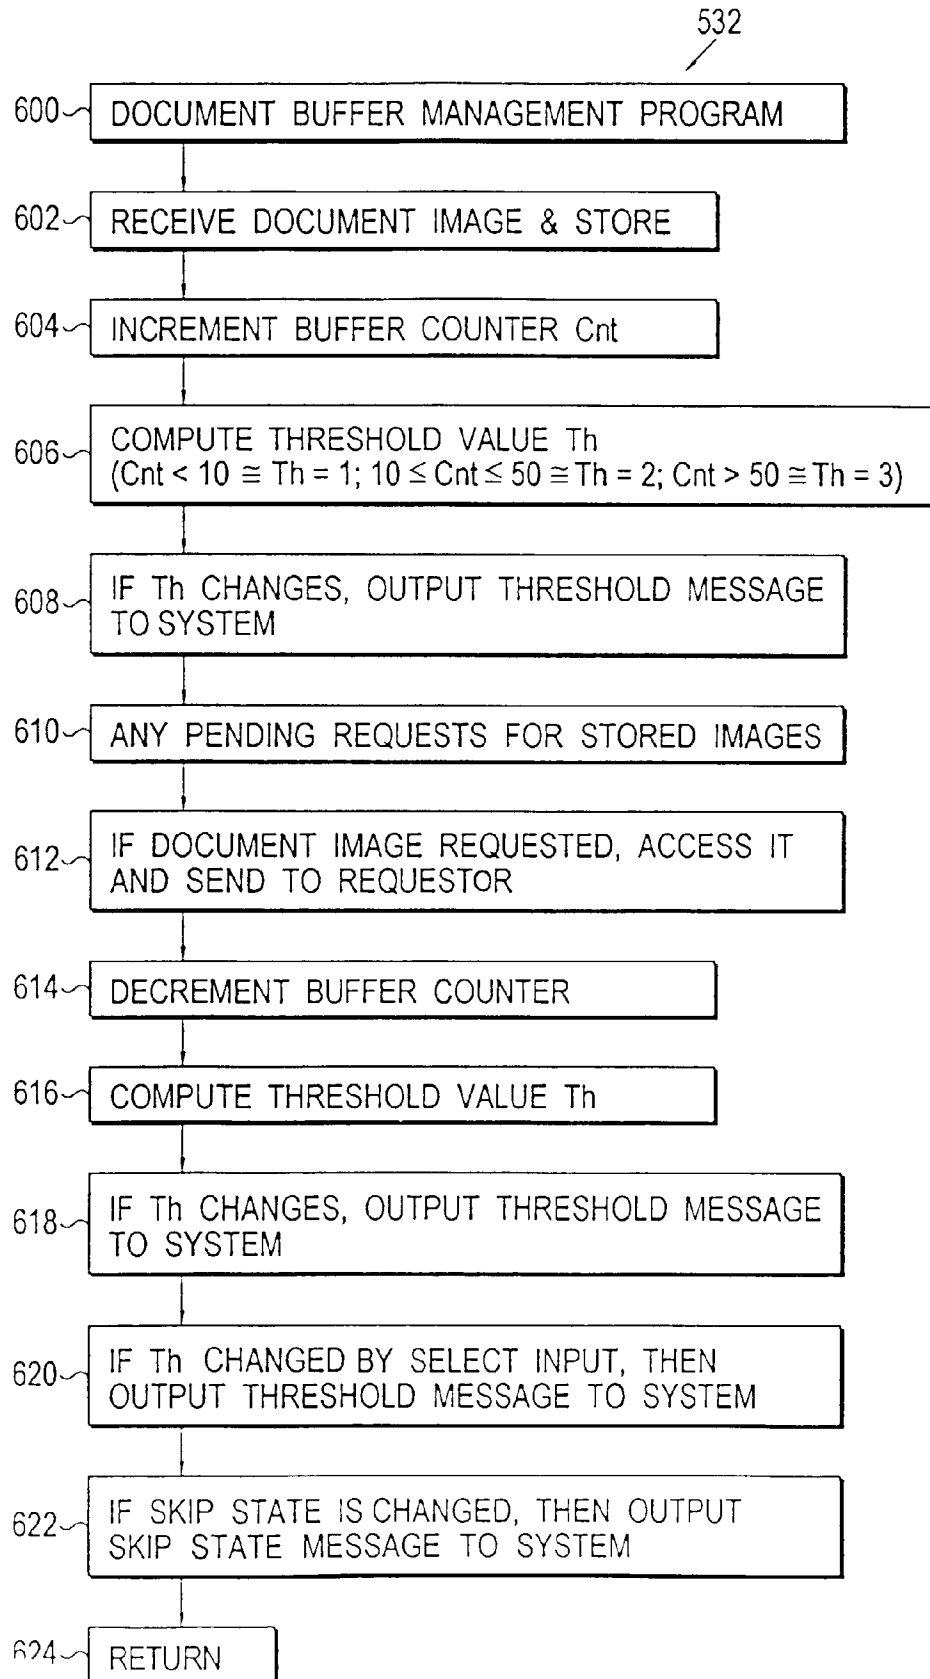 532
600 DOCUMENT BUFFER MANAGEMENT PROGRAM
602 RECEIVE DOCUMENT IMAGE & STORE
604 INCREMENT BUFFER COUNTER Cnt
606 COMPUTE THRESHOLD VALUE Th
(Cnt < 10 ≅ Th = 1; 10 ≤ Cnt ≤ 50 ≅ Th = 2; Cnt > 50 ≅ Th = 3)
608 IF Th CHANGES, OUTPUT THRESHOLD MESSAGE
TO SYSTEM
610 ANY PENDING REQUESTS FOR STORED IMAGES
612 IF DOCUMENT IMAGE REQUESTED, ACCESS IT
AND SEND TO REQUESTOR
614 DECREMENT BUFFER COUNTER
616 COMPUTE THRESHOLD VALUE Th
618 IF Th CHANGES, OUTPUT THRESHOLD MESSAGE
TO SYSTEM
620 IF Th CHANGED BY SELECT INPUT, THEN
OUTPUT THRESHOLD MESSAGE TO SYSTEM
622 IF SKIP STATE IS CHANGED, THEN OUTPUT
SKIP STATE MESSAGE TO SYSTEM
624 RETURN